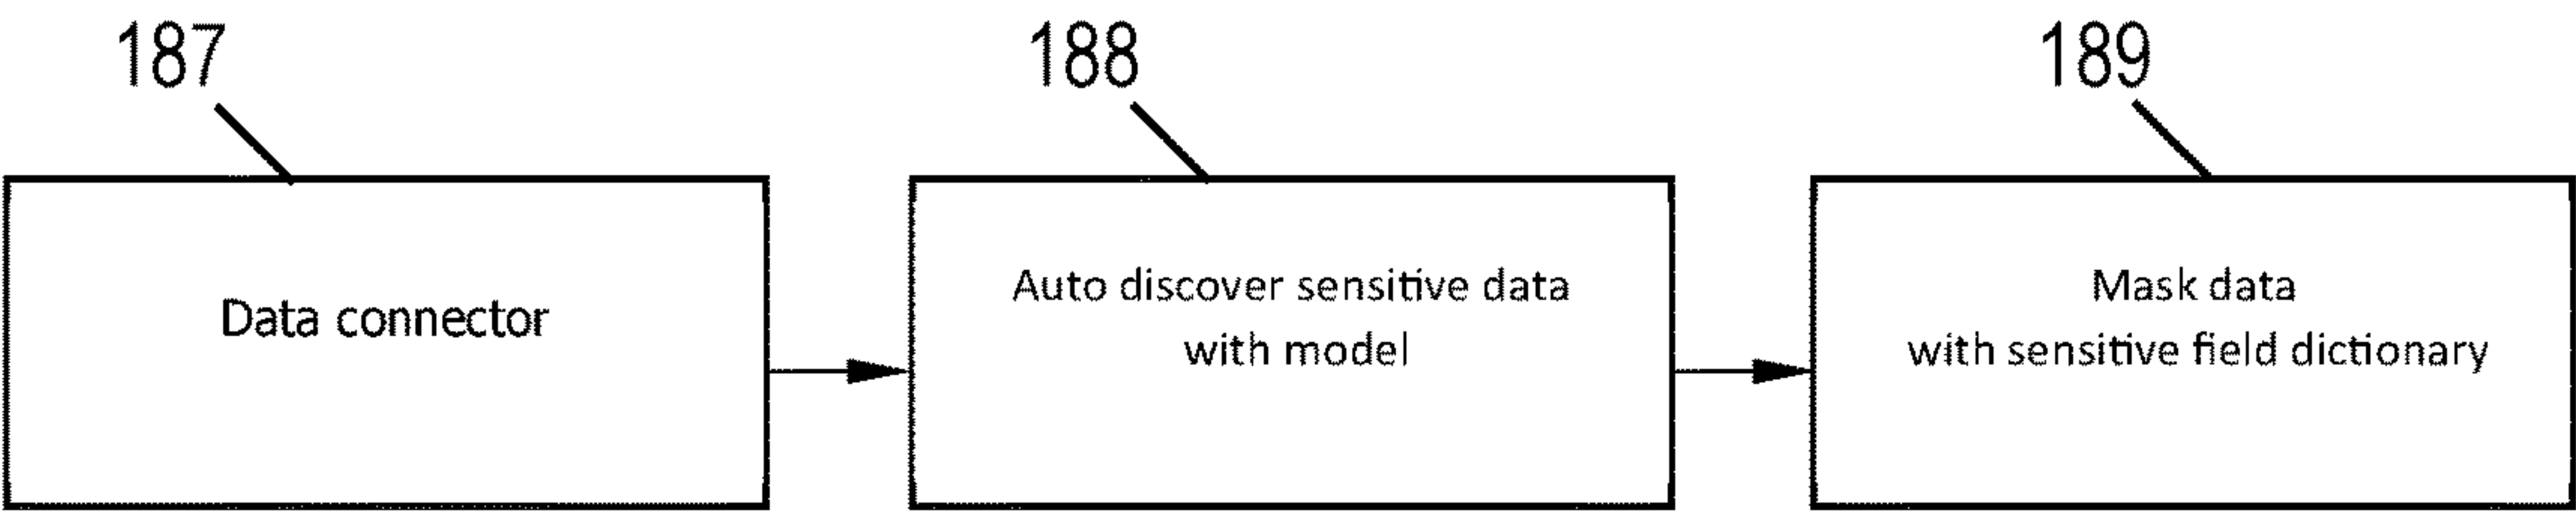 187
188
189
Data connector
Auto discover sensitive data
with model
Mask data
with sensitive field dictionary